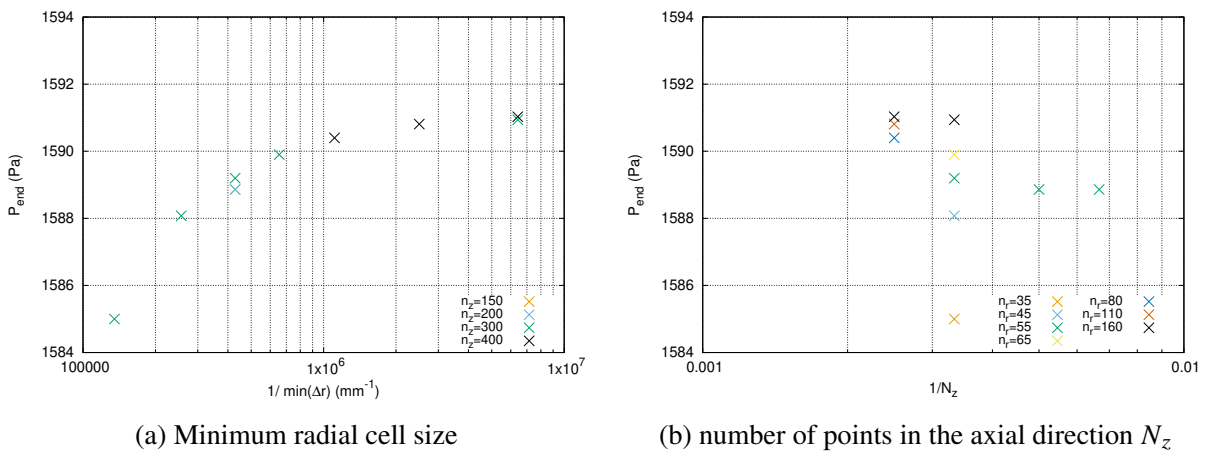 1594
1592
1590
1588
1586
1584
P_end (Pa)
100000
1x10^6
1x10^7
1/ min(Δr) (mm^-1)
n_z=150
n_z=200
n_z=300
n_z=400
(a) Minimum radial cell size
1594
1592
1590
1588
1586
1584
P_end (Pa)
0.001
0.01
1/N_z
n_r=35
n_r=45
n_r=55
n_r=65
n_r=80
n_r=110
n_r=160
(b) number of points in the axial direction N_z